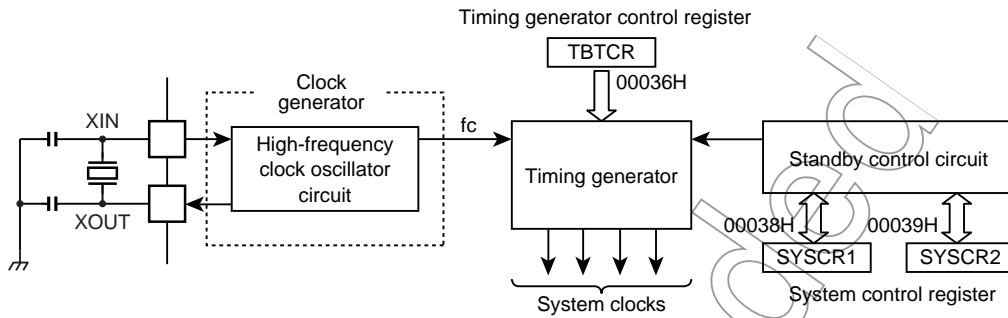 Timing generator control register
TBTCR
00036H
Clock
generator
XIN
High-frequency
clock oscillator
circuit
fc
Timing generator
Standby control circuit
XOUT
00038H
00039H
SYSCR1
SYSCR2
System clocks
System control register
ded